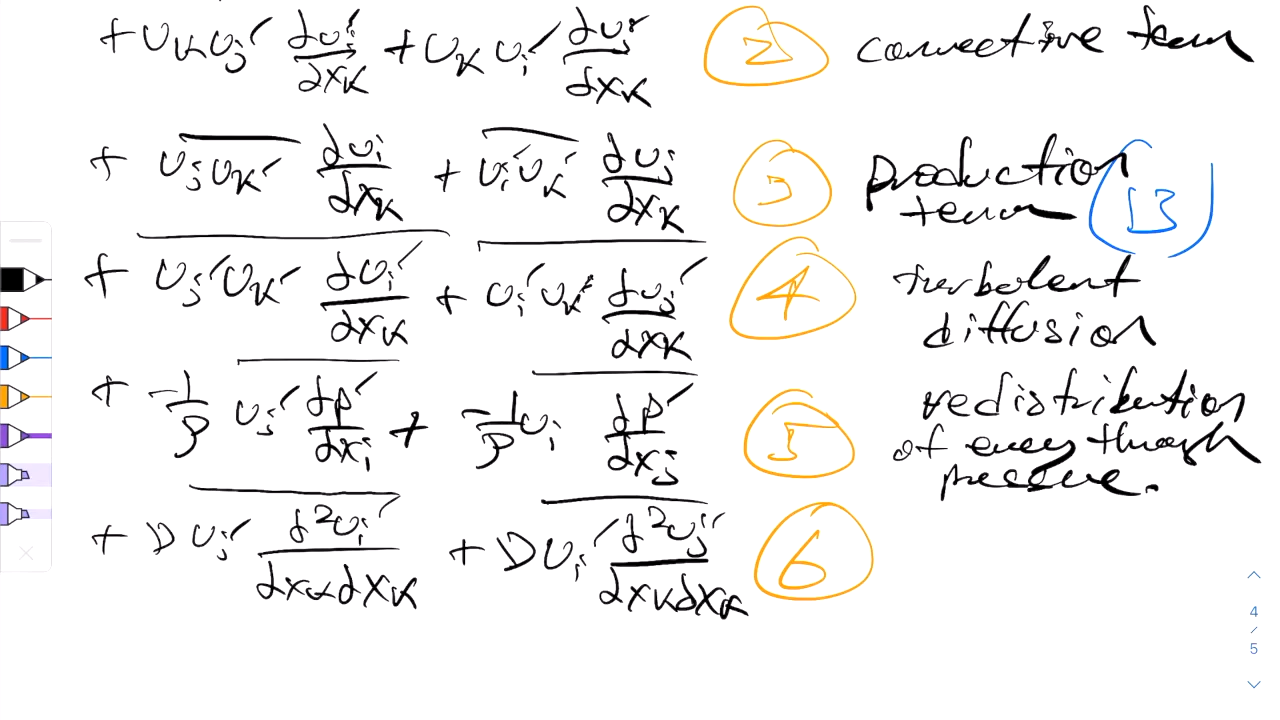 + U_K u_j′ ∂u_i′/∂x_K + U_K u_i′ ∂u_j′/∂x_K ② convective term
+ u_j u_K′ ∂u_i/∂x_K + u_i′ u_K′ ∂u_j/∂x_K ③ production
term (13)
+ u_j′ u_K′ ∂u_i′/∂x_K + u_i′ u_K′ ∂u_j′/∂x_K ④ turbulent
diffusion
+ -1/ρ u_j′ ∂p′/∂x_i + -1/ρ u_i ∂p′/∂x_j ⑤ redistribution
of energy through
pressure.
+ ν u_j′ ∂²u_i′/∂x_K∂x_K + ν u_i′ ∂²u_j′/∂x_K∂x_K ⑥
4
/
5